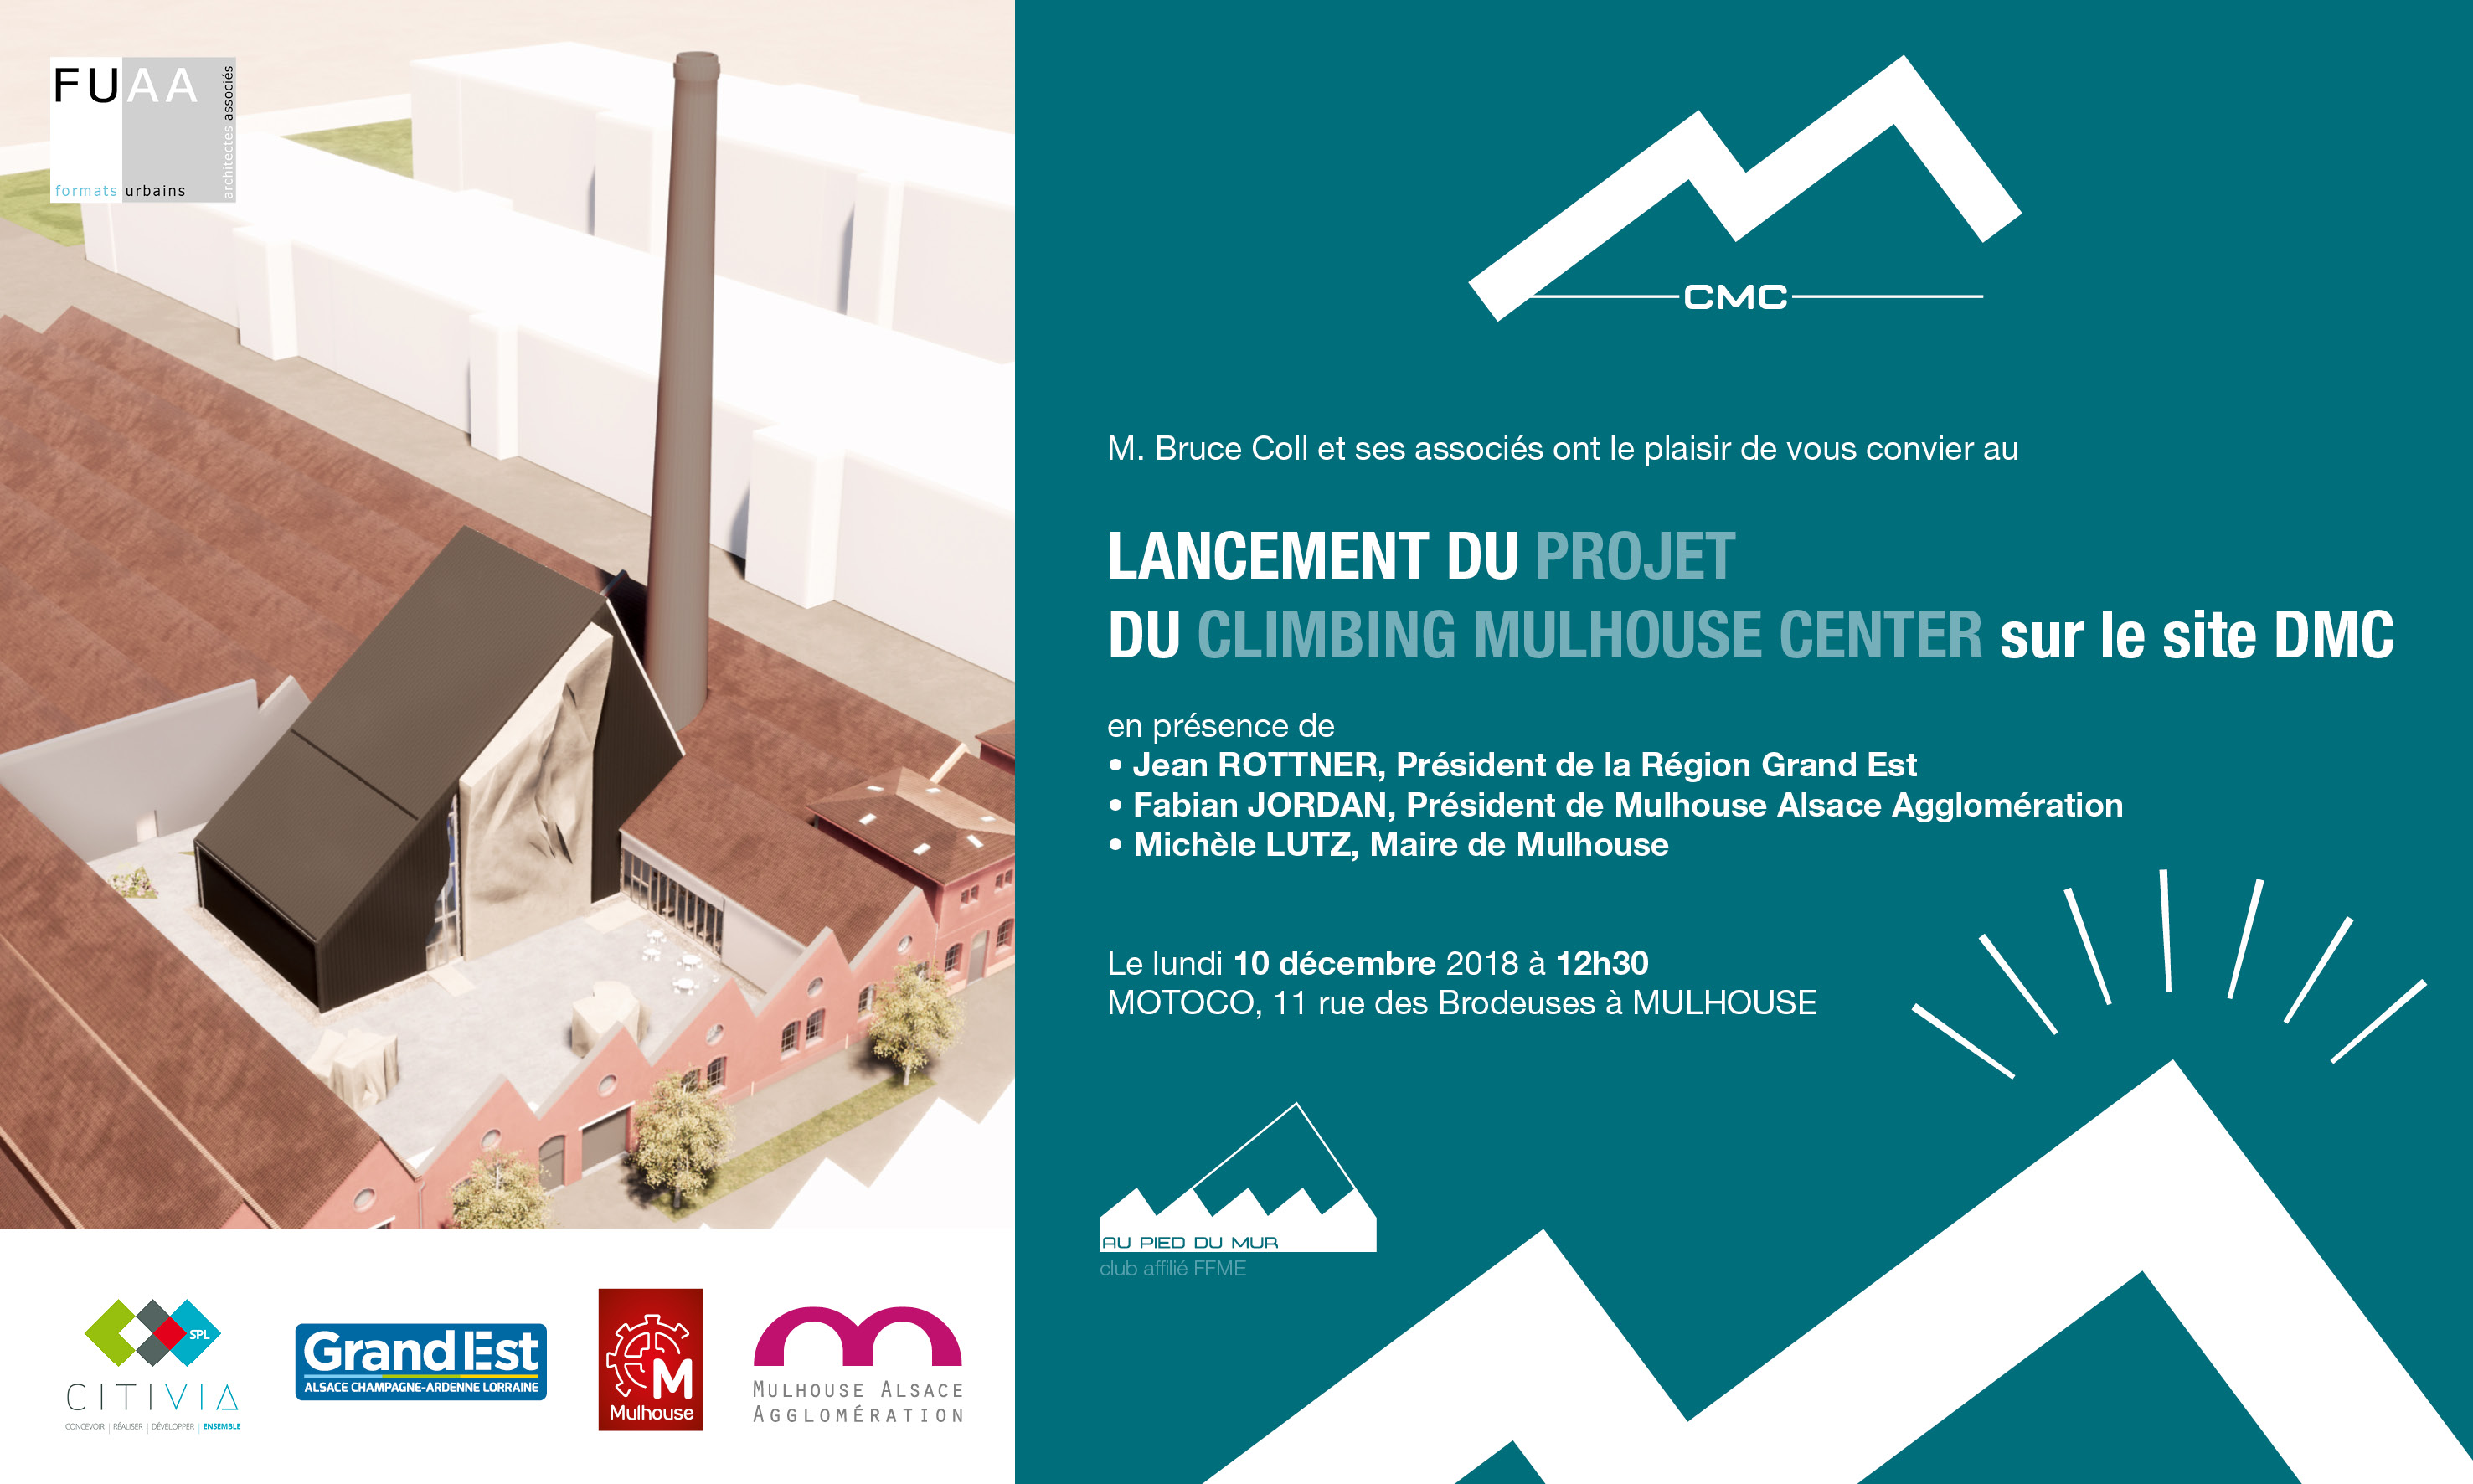 FUAA
architectes associés
formats urbains
CMC
M. Bruce Coll et ses associés ont le plaisir de vous convier au
LANCEMENT DU PROJET
DU CLIMBING MULHOUSE CENTER sur le site DMC
en présence de
• Jean ROTTNER, Président de la Région Grand Est
• Fabian JORDAN, Président de Mulhouse Alsace Agglomération
• Michèle LUTZ, Maire de Mulhouse
Le lundi 10 décembre 2018 à 12h30
MOTOCO, 11 rue des Brodeuses à MULHOUSE
AU PIED DU MUR
club affilié FFME
SPL
CITIVIA
CONCEVOIR | RÉALISER | DÉVELOPPER | ENSEMBLE
Grand Est
ALSACE CHAMPAGNE-ARDENNE LORRAINE
M
Mulhouse
MULHOUSE ALSACE
AGGLOMÉRATION